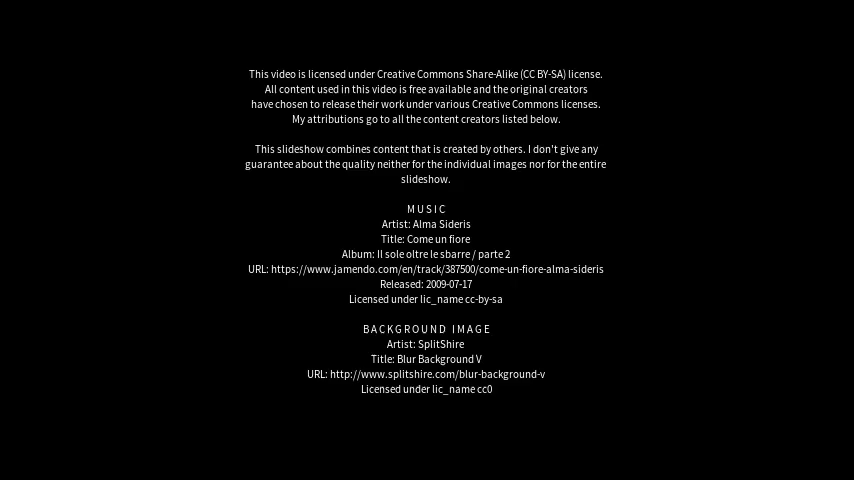 This video is licensed under Creative Commons Share-Alike (CC BY-SA) license.
All content used in this video is free available and the original creators
have chosen to release their work under various Creative Commons licenses.
My attributions go to all the content creators listed below.
This slideshow combines content that is created by others. I don't give any
guarantee about the quality neither for the individual images nor for the entire
slideshow.
MUSIC
Artist: Alma Sideris
Title: Come un fiore
Album: Il sole oltre le sbarre / parte 2
URL: https://www.jamendo.com/en/track/387500/come-un-fiore-alma-sideris
Released: 2009-07-17
Licensed under lic_name cc-by-sa
BACKGROUND IMAGE
Artist: SplitShire
Title: Blur Background V
URL: http://www.splitshire.com/blur-background-v
Licensed under lic_name cc0